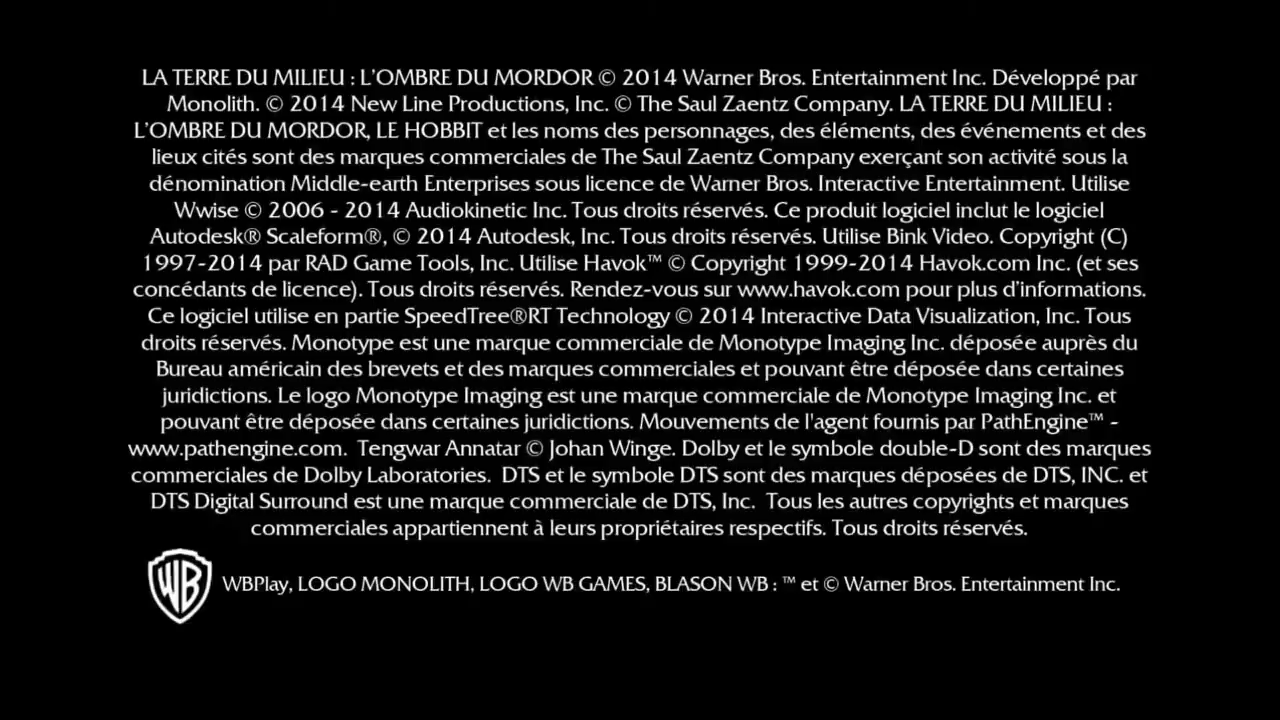 LA TERRE DU MILIEU : L'OMBRE DU MORDOR © 2014 Warner Bros. Entertainment Inc. Développé par
Monolith. © 2014 New Line Productions, Inc. © The Saul Zaentz Company. LA TERRE DU MILIEU :
L'OMBRE DU MORDOR, LE HOBBIT et les noms des personnages, des éléments, des événements et des
lieux cités sont des marques commerciales de The Saul Zaentz Company exerçant son activité sous la
dénomination Middle-earth Enterprises sous licence de Warner Bros. Interactive Entertainment. Utilise
Wwise © 2006 - 2014 Audiokinetic Inc. Tous droits réservés. Ce produit logiciel inclut le logiciel
Autodesk® Scaleform®, © 2014 Autodesk, Inc. Tous droits réservés. Utilise Bink Video. Copyright (C)
1997-2014 par RAD Game Tools, Inc. Utilise Havok™ © Copyright 1999-2014 Havok.com Inc. (et ses
concédants de licence). Tous droits réservés. Rendez-vous sur www.havok.com pour plus d'informations.
Ce logiciel utilise en partie SpeedTree®RT Technology © 2014 Interactive Data Visualization, Inc. Tous
droits réservés. Monotype est une marque commerciale de Monotype Imaging Inc. déposée auprès du
Bureau américain des brevets et des marques commerciales et pouvant être déposée dans certaines
juridictions. Le logo Monotype Imaging est une marque commerciale de Monotype Imaging Inc. et
pouvant être déposée dans certaines juridictions. Mouvements de l'agent fournis par PathEngine™ -
www.pathengine.com. Tengwar Annatar © Johan Winge. Dolby et le symbole double-D sont des marques
commerciales de Dolby Laboratories. DTS et le symbole DTS sont des marques déposées de DTS, INC. et
DTS Digital Surround est une marque commerciale de DTS, Inc. Tous les autres copyrights et marques
commerciales appartiennent à leurs propriétaires respectifs. Tous droits réservés.
WB WBPlay, LOGO MONOLITH, LOGO WB GAMES, BLASON WB : ™ et © Warner Bros. Entertainment Inc.